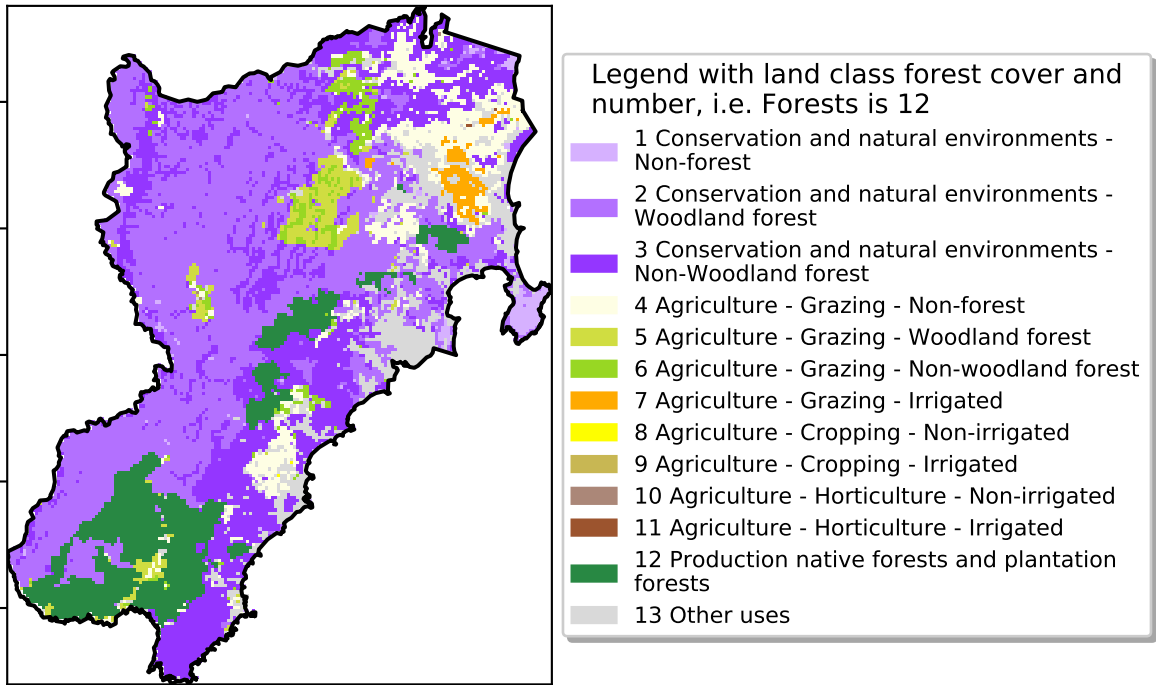 Legend with land class forest cover and
number, i.e. Forests is 12
1 Conservation and natural environments -
Non-forest
2 Conservation and natural environments -
Woodland forest
3 Conservation and natural environments -
Non-Woodland forest
4 Agriculture - Grazing - Non-forest
5 Agriculture - Grazing - Woodland forest
6 Agriculture - Grazing - Non-woodland forest
7 Agriculture - Grazing - Irrigated
8 Agriculture - Cropping - Non-irrigated
9 Agriculture - Cropping - Irrigated
10 Agriculture - Horticulture - Non-irrigated
11 Agriculture - Horticulture - Irrigated
12 Production native forests and plantation
forests
13 Other uses